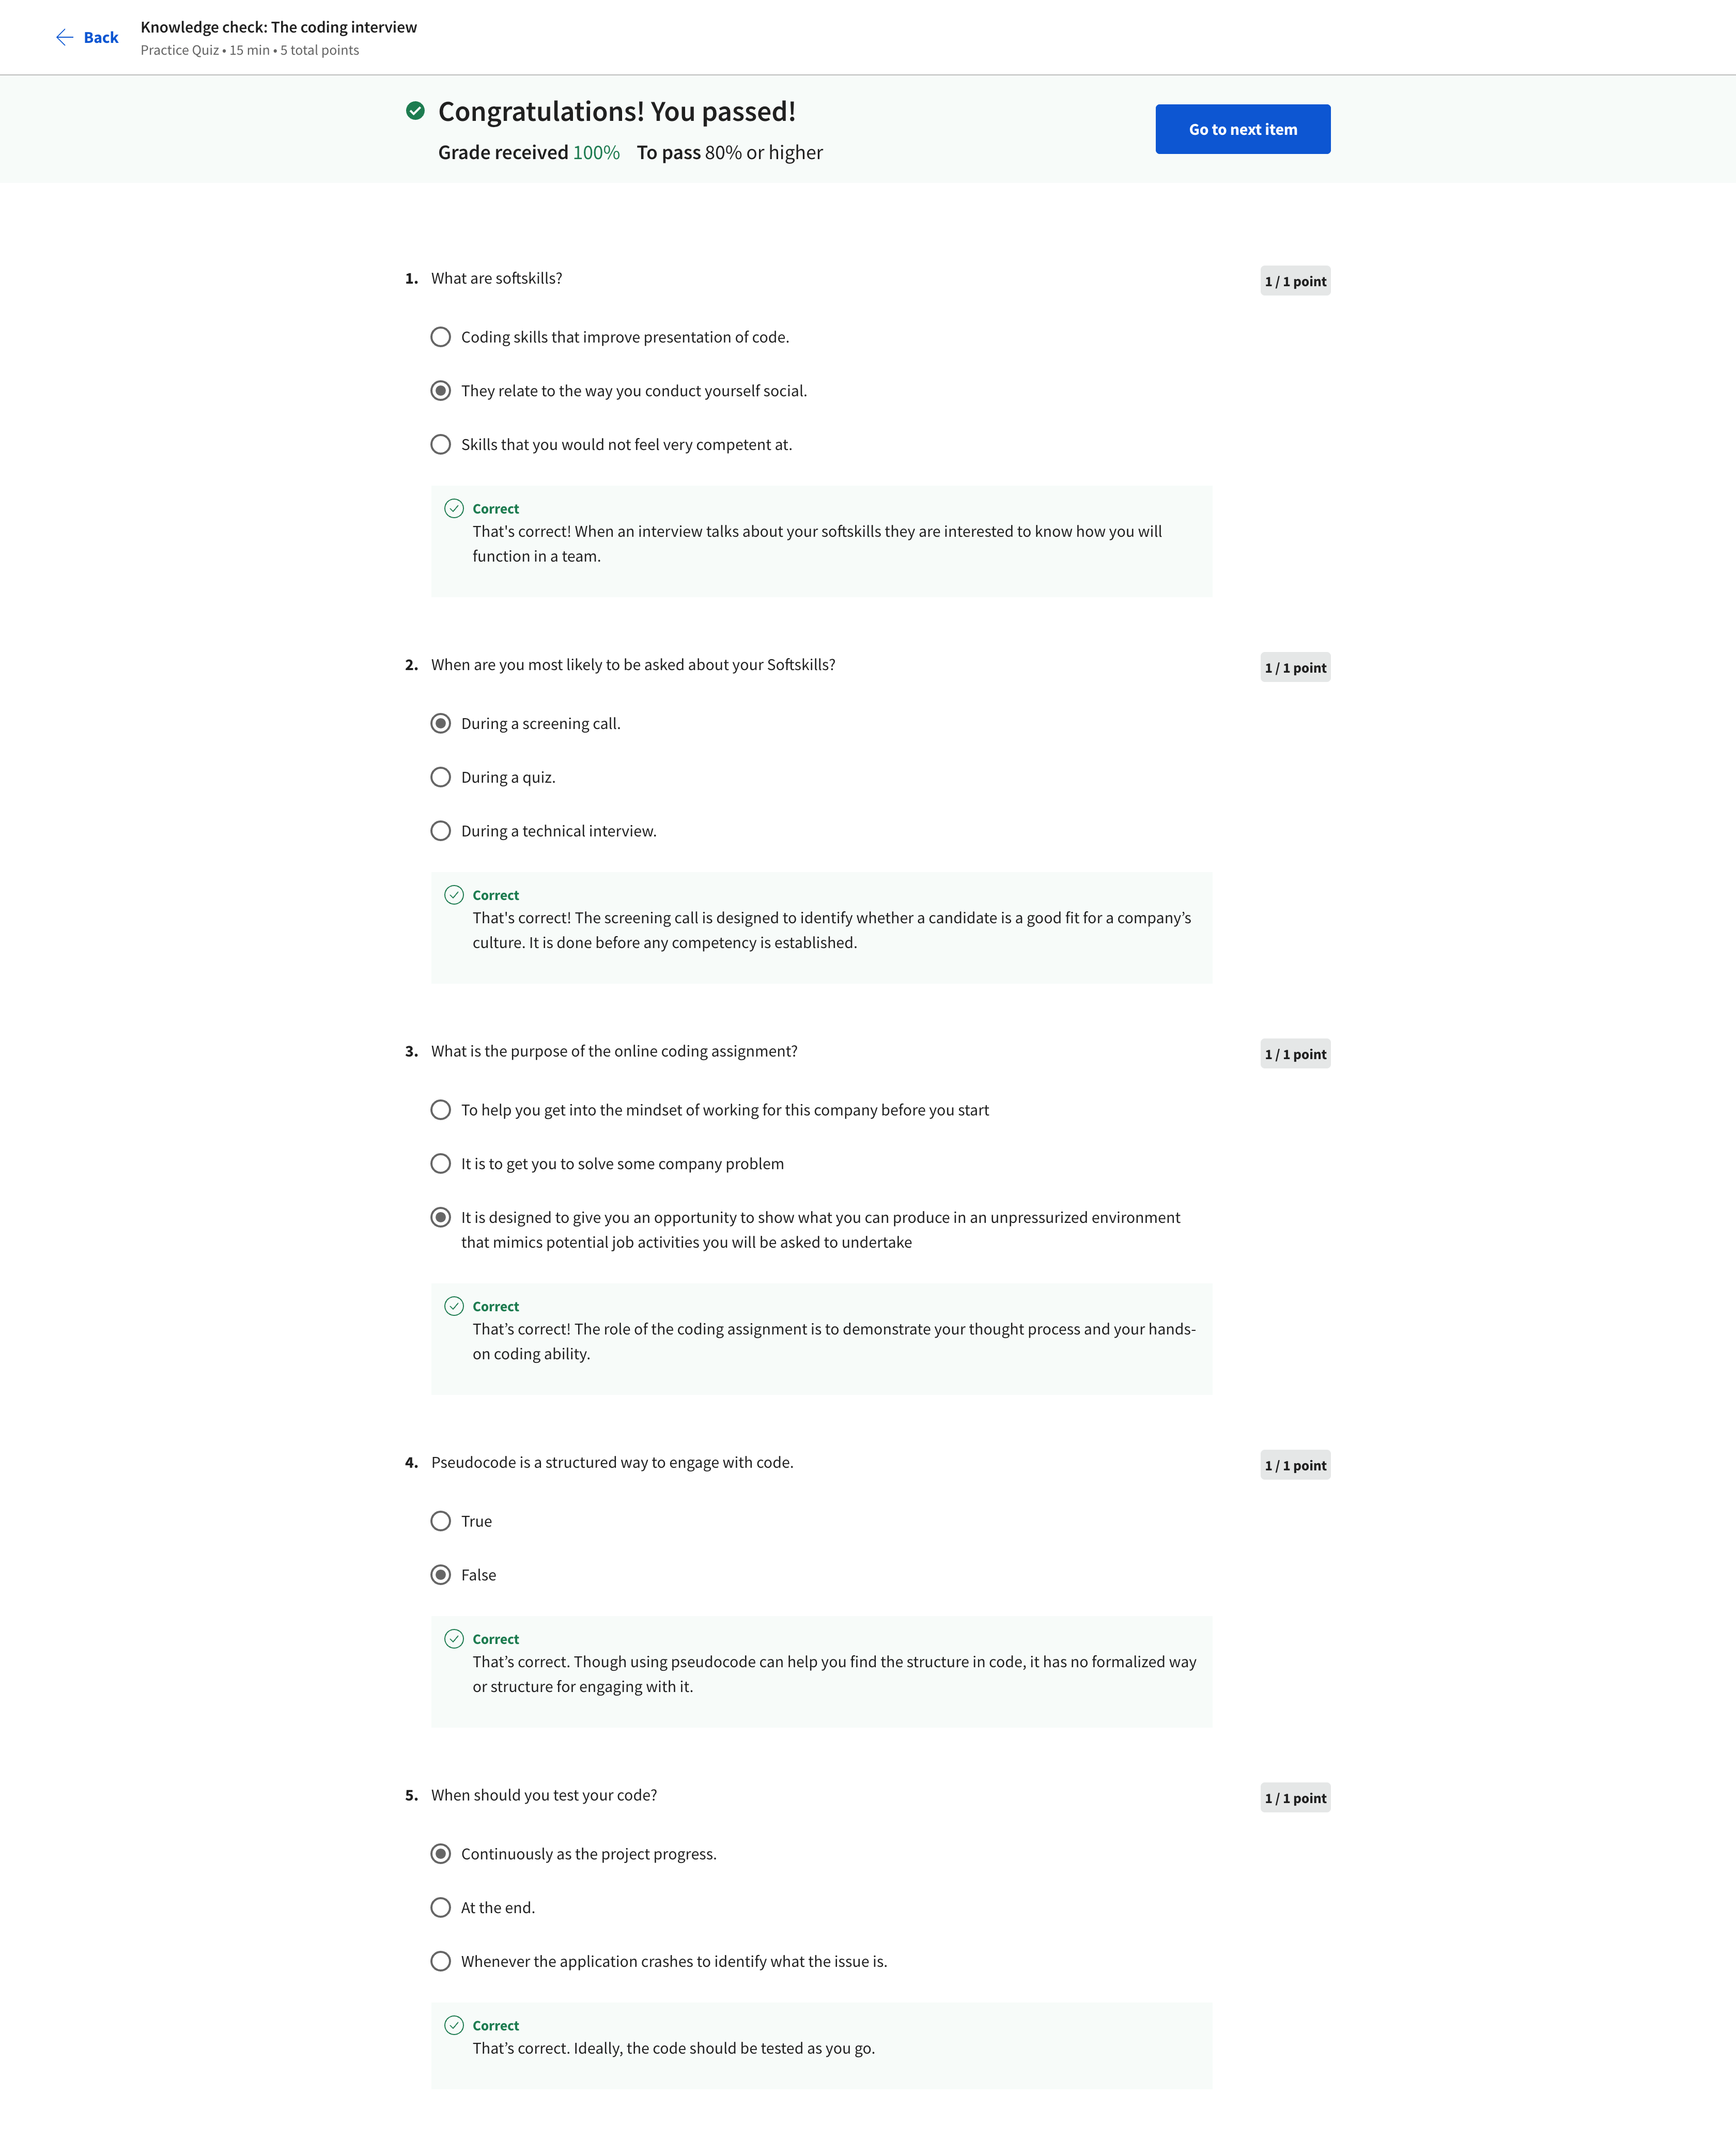 Back
Knowledge check: The coding interview
Practice Quiz • 15 min • 5 total points
Congratulations! You passed!
Grade received 100% To pass 80% or higher
Go to next item
1. What are softskills?
1 / 1 point
Coding skills that improve presentation of code.
They relate to the way you conduct yourself social.
Skills that you would not feel very competent at.
Correct
That's correct! When an interview talks about your softskills they are interested to know how you will
function in a team.
2. When are you most likely to be asked about your Softskills?
1 / 1 point
During a screening call.
During a quiz.
During a technical interview.
Correct
That's correct! The screening call is designed to identify whether a candidate is a good fit for a company’s
culture. It is done before any competency is established.
3. What is the purpose of the online coding assignment?
1 / 1 point
To help you get into the mindset of working for this company before you start
It is to get you to solve some company problem
It is designed to give you an opportunity to show what you can produce in an unpressurized environment
that mimics potential job activities you will be asked to undertake
Correct
That’s correct! The role of the coding assignment is to demonstrate your thought process and your hands-
on coding ability.
4. Pseudocode is a structured way to engage with code.
1 / 1 point
True
False
Correct
That’s correct. Though using pseudocode can help you find the structure in code, it has no formalized way
or structure for engaging with it.
5. When should you test your code?
1 / 1 point
Continuously as the project progress.
At the end.
Whenever the application crashes to identify what the issue is.
Correct
That’s correct. Ideally, the code should be tested as you go.